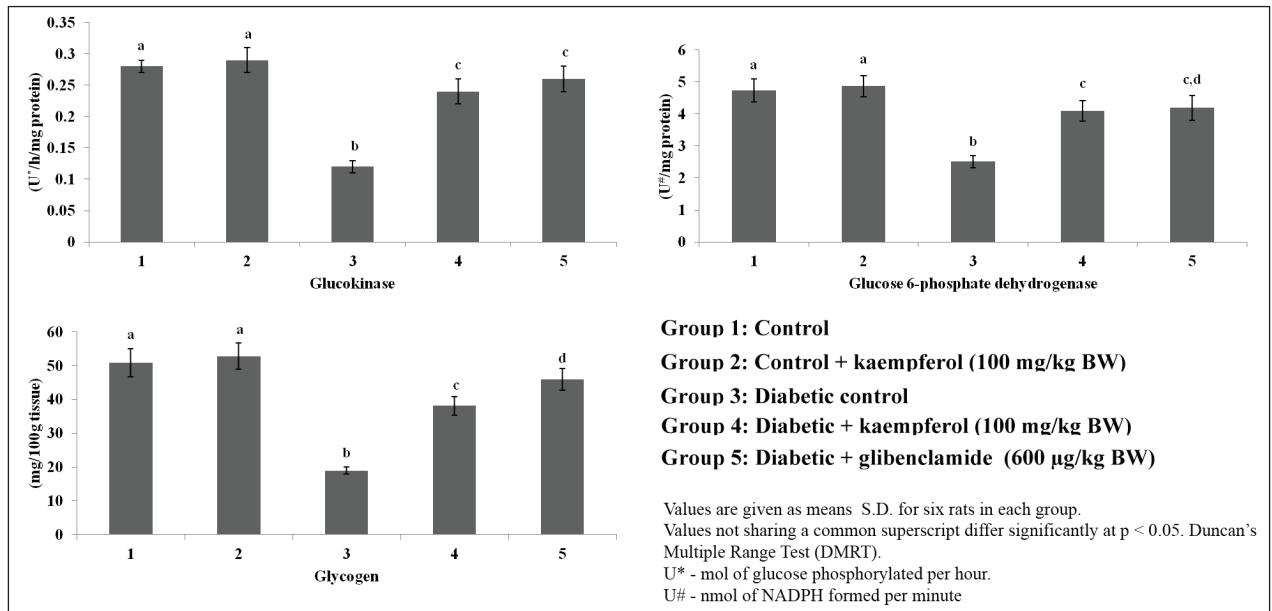 0.35
0.3
0.25
0.2
0.15
0.1
0.05
0
(U*/h/mg protein)
a
a
b
c
c
1 2 3 4 5
Glucokinase
6
5
4
3
2
1
0
(U#/mg protein)
a
a
b
c
c,d
1 2 3 4 5
Glucose 6-phosphate dehydrogenase
60
50
40
30
20
10
0
(mg/100g tissue)
a
a
b
c
d
1 2 3 4 5
Glycogen
Group 1: Control
Group 2: Control + kaempferol (100 mg/kg BW)
Group 3: Diabetic control
Group 4: Diabetic + kaempferol (100 mg/kg BW)
Group 5: Diabetic + glibenclamide (600 µg/kg BW)
Values are given as means S.D. for six rats in each group.
Values not sharing a common superscript differ significantly at p < 0.05. Duncan’s
Multiple Range Test (DMRT).
U* - mol of glucose phosphorylated per hour.
U# - nmol of NADPH formed per minute